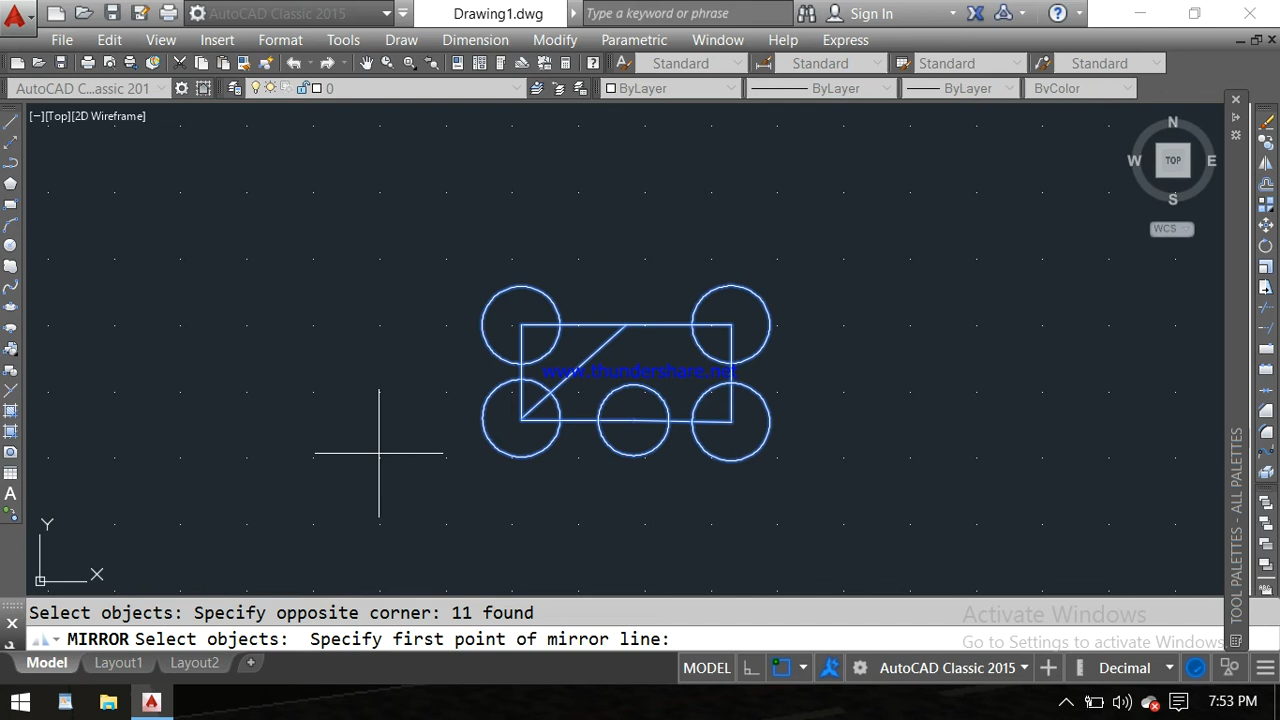 AutoCAD Classic 2015
Drawing1.dwg
Type a keyword or phrase
Sign In
File Edit View Insert Format Tools Draw Dimension Modify Parametric Window Help Express
Standard Standard Standard Standard
AutoCAD C...assic 201 0 ByLayer ByLayer ByLayer ByColor
[−][Top][2D Wireframe]
N
W TOP E
S
WCS
www.thundershare.net
Y
X
TOOL PALETTES - ALL PALETTES
Select objects: Specify opposite corner: 11 found
MIRROR Select objects: Specify first point of mirror line:
Activate Windows
Go to Settings to activate Windows.
Model Layout1 Layout2
MODEL AutoCAD Classic 2015 Decimal
7:53 PM